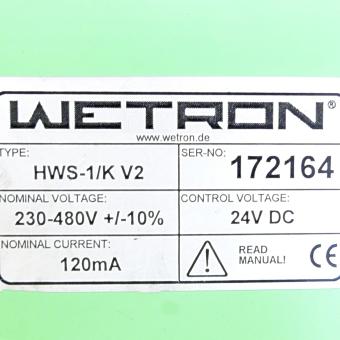 WETRON®
www.wetron.de
TYPE: SER-NO:
HWS-1/K V2 172164
NOMINAL VOLTAGE: CONTROL VOLTAGE:
230-480V +/-10% 24V DC
NOMINAL CURRENT: READ
120mA MANUAL! CE